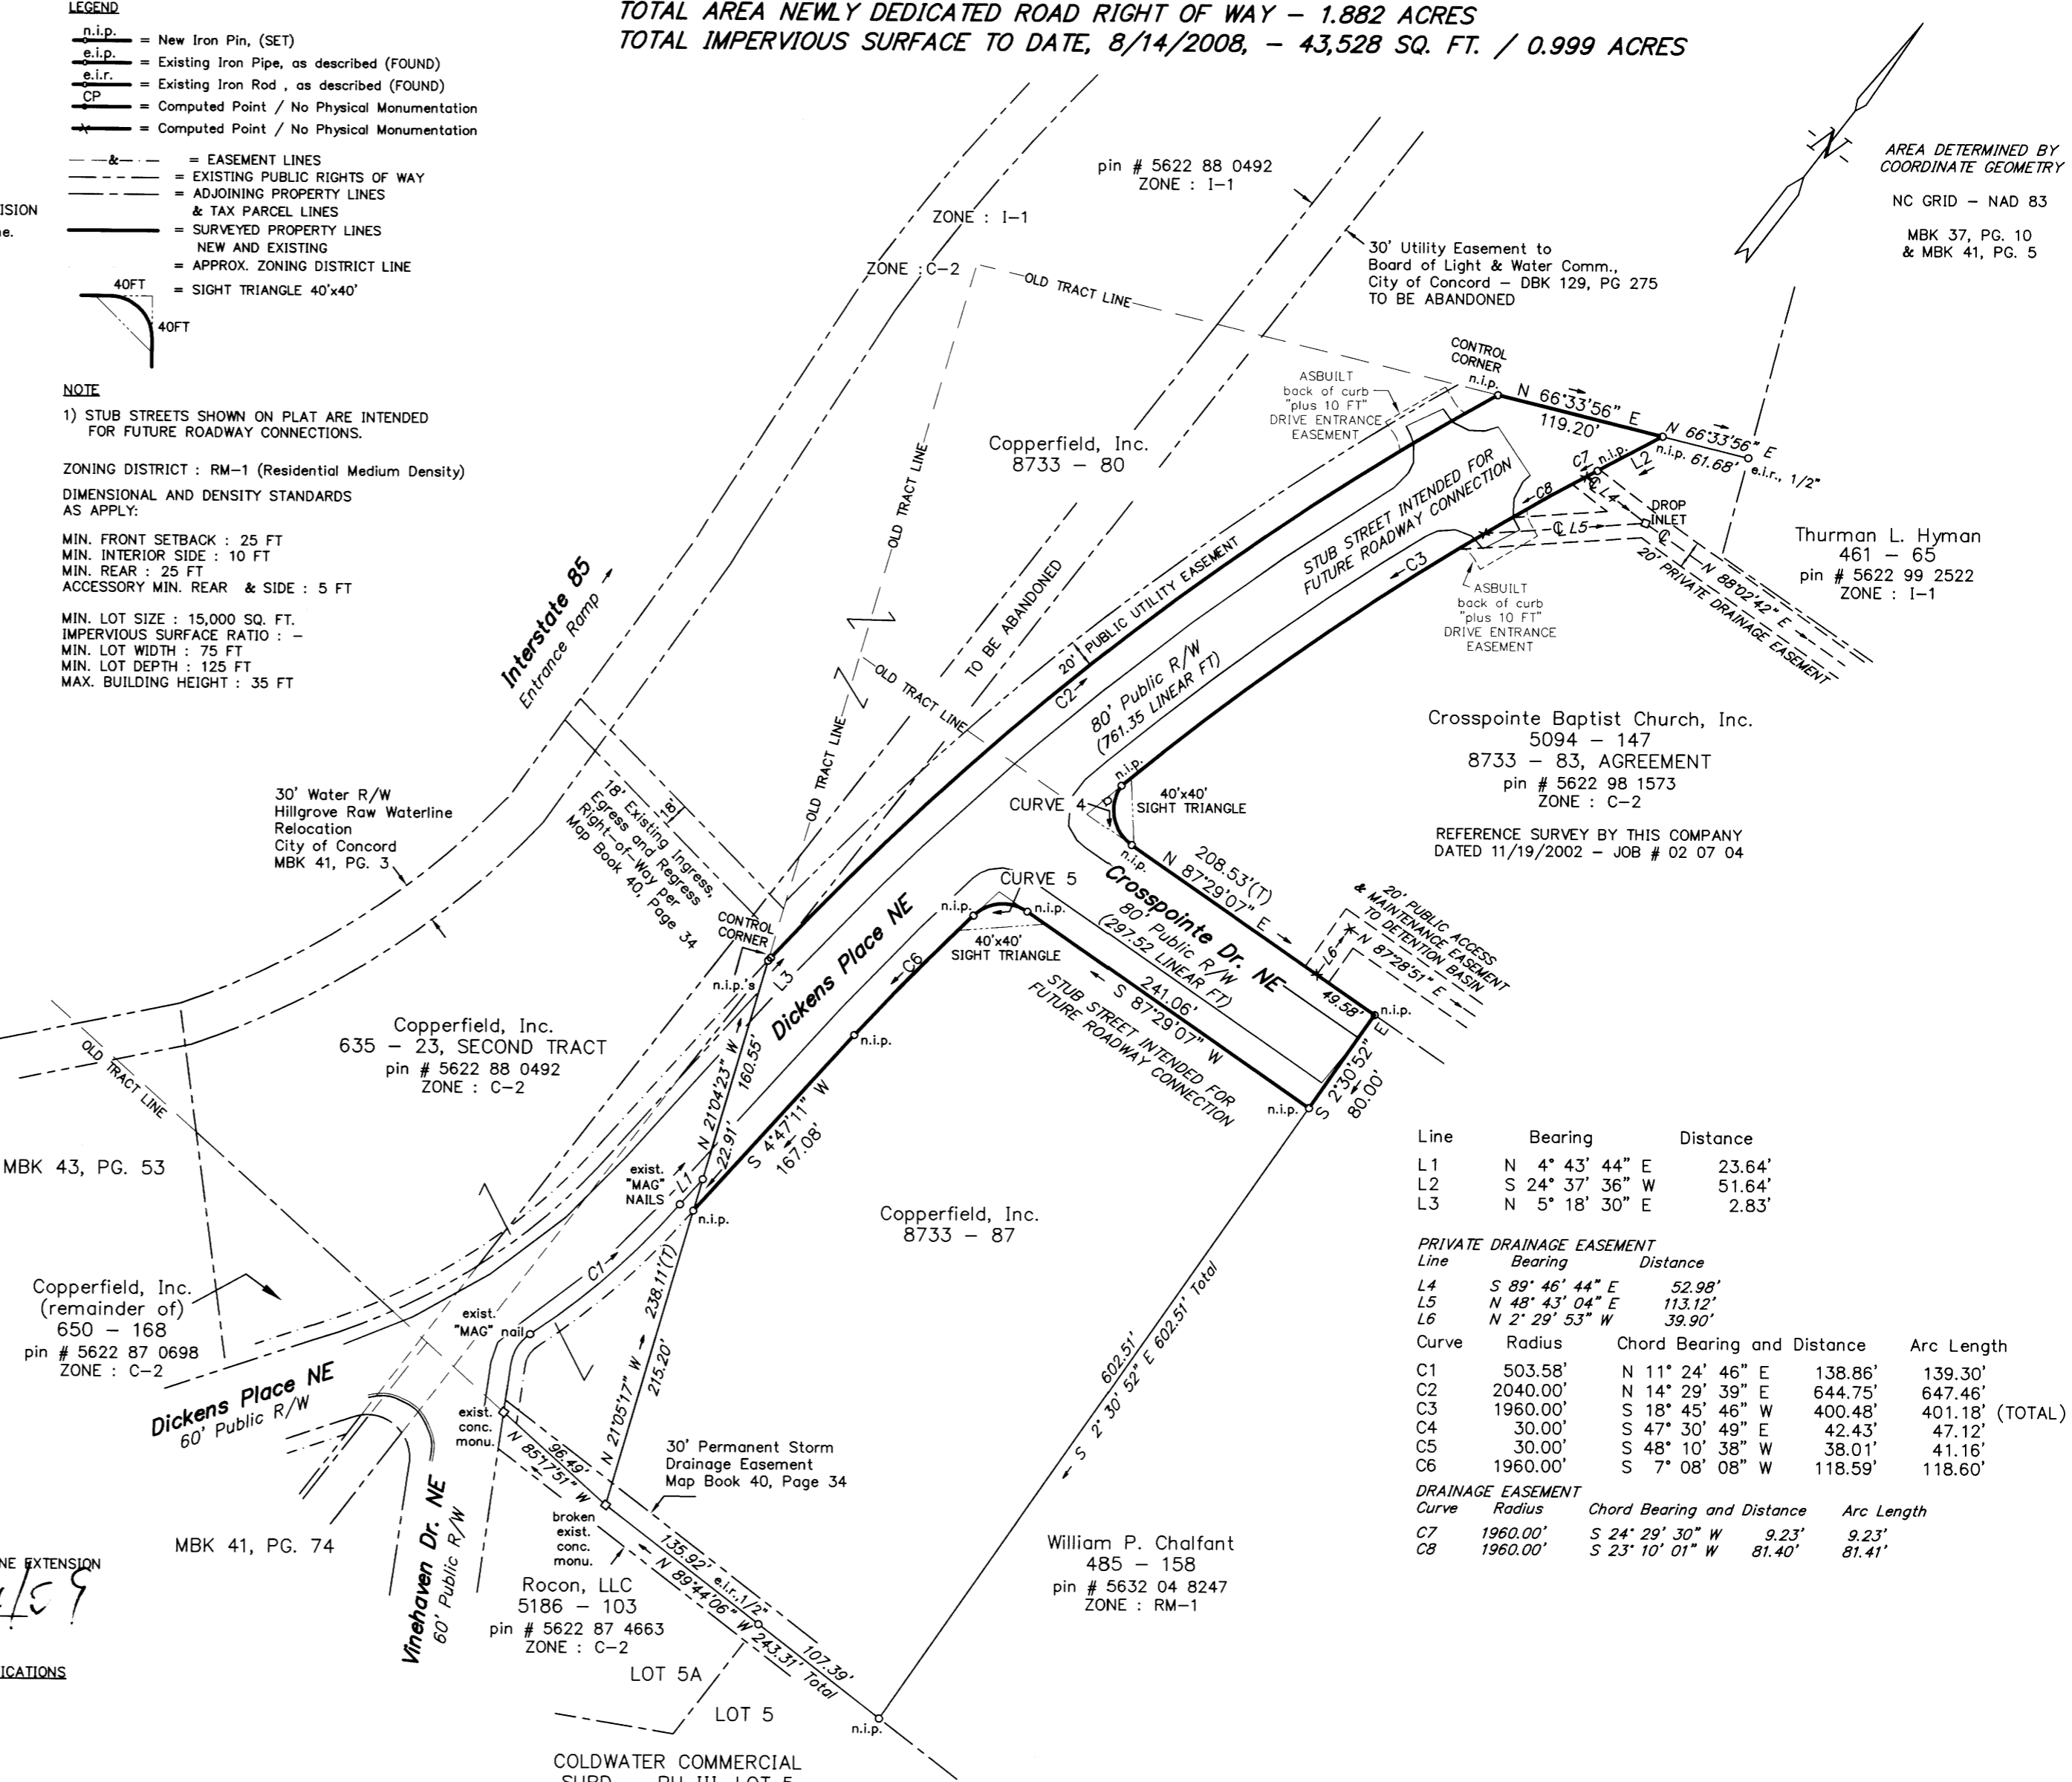 TOTAL AREA NEWLY DEDICATED ROAD RIGHT OF WAY – 1.882 ACRES
TOTAL IMPERVIOUS SURFACE TO DATE, 8/14/2008, – 43,528 SQ. FT. / 0.999 ACRES
LEGEND
n.i.p. = New Iron Pin, (SET)
e.i.p. = Existing Iron Pipe, as described (FOUND)
e.i.r. = Existing Iron Rod , as described (FOUND)
CP = Computed Point / No Physical Monumentation
= Computed Point / No Physical Monumentation
& = EASEMENT LINES
= EXISTING PUBLIC RIGHTS OF WAY
= ADJOINING PROPERTY LINES
& TAX PARCEL LINES
= SURVEYED PROPERTY LINES
NEW AND EXISTING
= APPROX. ZONING DISTRICT LINE
40FT = SIGHT TRIANGLE 40'x40'
40FT
ISION
e.
NOTE
1) STUB STREETS SHOWN ON PLAT ARE INTENDED
FOR FUTURE ROADWAY CONNECTIONS.
ZONING DISTRICT : RM–1 (Residential Medium Density)
DIMENSIONAL AND DENSITY STANDARDS
AS APPLY:
MIN. FRONT SETBACK : 25 FT
MIN. INTERIOR SIDE : 10 FT
MIN. REAR : 25 FT
ACCESSORY MIN. REAR & SIDE : 5 FT
MIN. LOT SIZE : 15,000 SQ. FT.
IMPERVIOUS SURFACE RATIO : –
MIN. LOT WIDTH : 75 FT
MIN. LOT DEPTH : 125 FT
MAX. BUILDING HEIGHT : 35 FT
N
AREA DETERMINED BY
COORDINATE GEOMETRY
NC GRID – NAD 83
MBK 37, PG. 10
& MBK 41, PG. 5
pin # 5622 88 0492
ZONE : I–1
ZONE : I–1
ZONE : C–2
OLD TRACT LINE
30' Utility Easement to
Board of Light & Water Comm.,
City of Concord – DBK 129, PG 275
TO BE ABANDONED
CONTROL
CORNER
n.i.p.
N 66°33'56" E
119.20'
N 66°33'56" E
n.i.p. 61.68' e.i.r., 1/2"
ASBUILT
back of curb
"plus 10 FT"
DRIVE ENTRANCE
EASEMENT
C7 n.i.p.
L2
C8
L4
DROP
INLET
L5
N 88°02'42" E
20' PRIVATE DRAINAGE EASEMENT
Thurman L. Hyman
461 – 65
pin # 5622 99 2522
ZONE : I–1
ASBUILT
back of curb
"plus 10 FT"
DRIVE ENTRANCE
EASEMENT
STUB STREET INTENDED FOR
FUTURE ROADWAY CONNECTION
C3
Copperfield, Inc.
8733 – 80
OLD TRACT LINE
OLD TRACT LINE
OLD TRACT LINE
OLD TRACT LINE
TO BE ABANDONED
20' PUBLIC UTILITY EASEMENT
C2
80' Public R/W
(761.35 LINEAR FT)
Interstate 85
Entrance Ramp
Crosspointe Baptist Church, Inc.
5094 – 147
8733 – 83, AGREEMENT
pin # 5622 98 1573
ZONE : C–2
REFERENCE SURVEY BY THIS COMPANY
DATED 11/19/2002 – JOB # 02 07 04
30' Water R/W
Hillgrove Raw Waterline
Relocation
City of Concord
MBK 41, PG. 3
18'
18' Existing Ingress,
Egress and Regress
Right–of–Way per
Map Book 40, Page 34
n.i.p.
CURVE 4
40'x40'
SIGHT TRIANGLE
n.i.p.
208.53'(T)
N 87°29'07" E
CURVE 5
n.i.p.
n.i.p.
40'x40'
SIGHT TRIANGLE
Crosspointe Dr. NE
80' Public R/W
(297.52 LINEAR FT)
20' PUBLIC ACCESS
& MAINTENANCE EASEMENT
TO DETENTION BASIN
N 87°28'51" E
L6
49.58'
n.i.p.
241.06'
S 87°29'07" W
STUB STREET INTENDED FOR
FUTURE ROADWAY CONNECTION
S 2°30'52" E
80.00'
n.i.p.
CONTROL
CORNER
n.i.p.'s
L3
Dickens Place NE
C6
n.i.p.
N 21°04'23" W
160.55'
22.91'
S 4°47'11" W
167.08'
Copperfield, Inc.
635 – 23, SECOND TRACT
pin # 5622 88 0492
ZONE : C–2
OLD TRACT LINE
MBK 43, PG. 53
exist.
"MAG"
NAILS
L1
n.i.p.
Copperfield, Inc.
8733 – 87
C1
238.11'(T)
N 21°05'17" W
215.20'
exist.
"MAG" nail
Copperfield, Inc.
(remainder of)
650 – 168
pin # 5622 87 0698
ZONE : C–2
Dickens Place NE
60' Public R/W
exist.
conc.
monu.
96.49'
N 85°17'51" W
30' Permanent Storm
Drainage Easement
Map Book 40, Page 34
Vinehaven Dr. NE
60' Public R/W
MBK 41, PG. 74
broken
exist.
conc.
monu.
135.92' e.i.r.,1/2"
N 89°44'06" W 243.31' Total
107.39'
n.i.p.
Rocon, LLC
5186 – 103
pin # 5622 87 4663
ZONE : C–2
LOT 5A
LOT 5
COLDWATER COMMERCIAL
SUBD. PH III LOT 5
602.51'
S 2° 30' 52" E 602.51' Total
William P. Chalfant
485 – 158
pin # 5632 04 8247
ZONE : RM–1
NE EXTENSION
ICATIONS
Line Bearing Distance
L1 N 4° 43' 44" E 23.64'
L2 S 24° 37' 36" W 51.64'
L3 N 5° 18' 30" E 2.83'
PRIVATE DRAINAGE EASEMENT
Line Bearing Distance
L4 S 89° 46' 44" E 52.98'
L5 N 48° 43' 04" E 113.12'
L6 N 2° 29' 53" W 39.90'
Curve Radius Chord Bearing and Distance Arc Length
C1 503.58' N 11° 24' 46" E 138.86' 139.30'
C2 2040.00' N 14° 29' 39" E 644.75' 647.46'
C3 1960.00' S 18° 45' 46" W 400.48' 401.18' (TOTAL)
C4 30.00' S 47° 30' 49" E 42.43' 47.12'
C5 30.00' S 48° 10' 38" W 38.01' 41.16'
C6 1960.00' S 7° 08' 08" W 118.59' 118.60'
DRAINAGE EASEMENT
Curve Radius Chord Bearing and Distance Arc Length
C7 1960.00' S 24° 29' 30" W 9.23' 9.23'
C8 1960.00' S 23° 10' 01" W 81.40' 81.41'